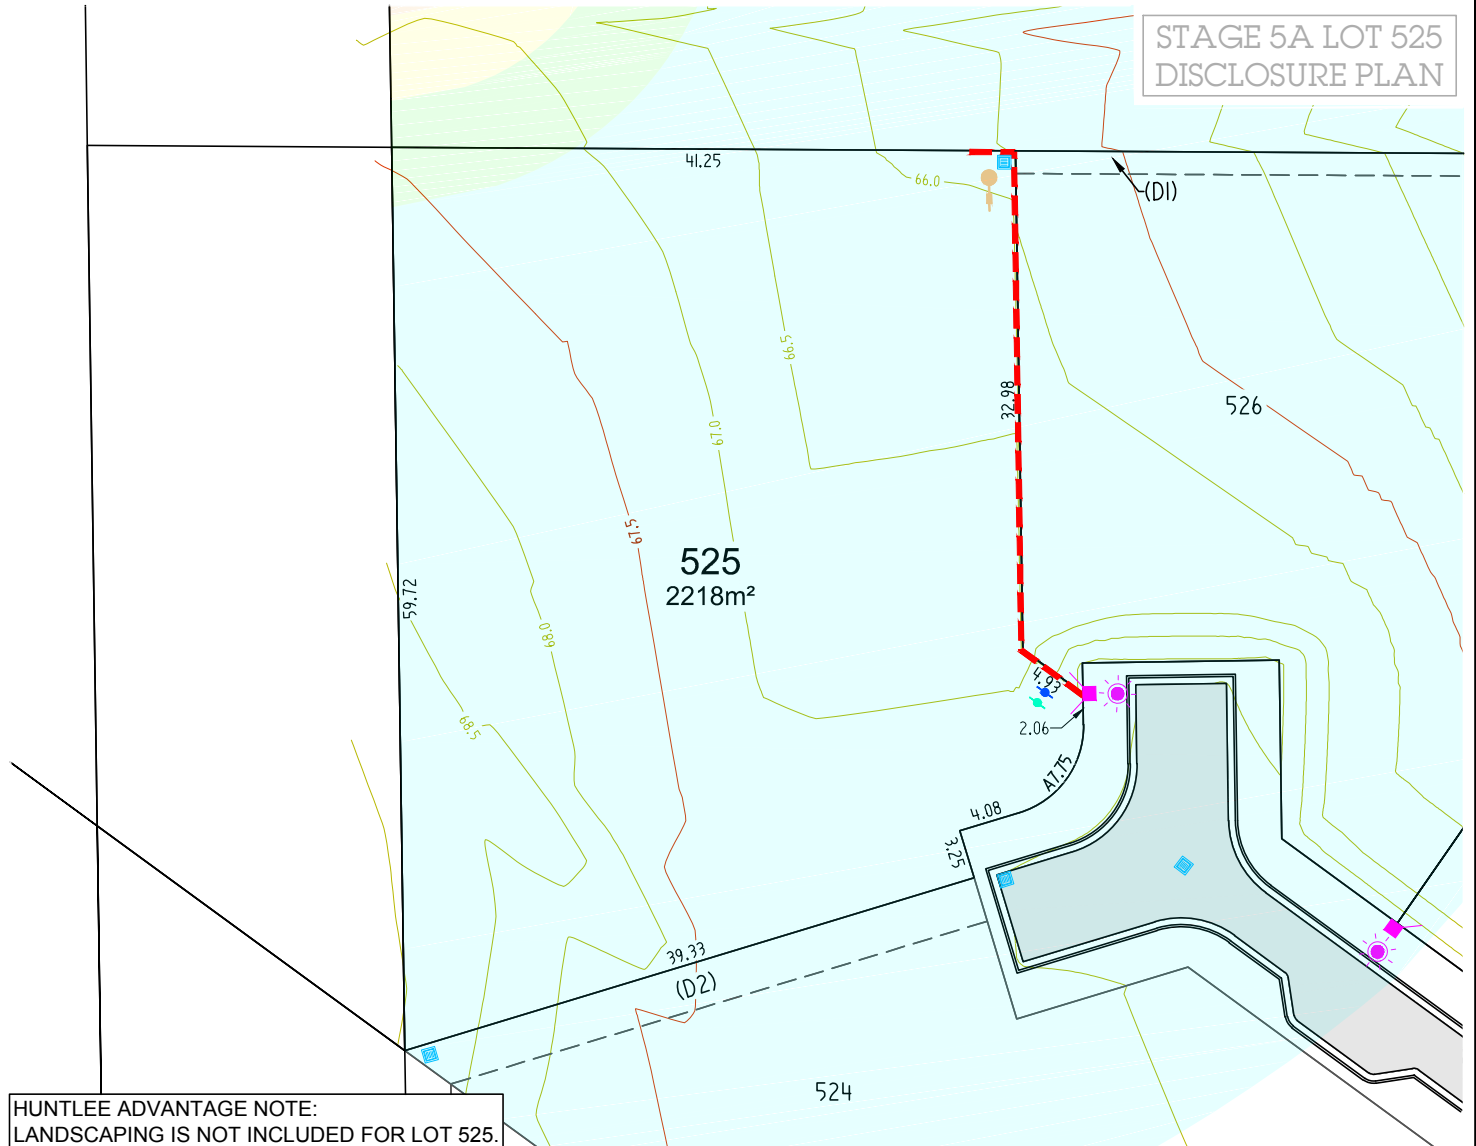 STAGE 5A LOT 525
DISCLOSURE PLAN
41.25
66.0
(D1)
66.5
32.98
526
67.0
67.5
525
2218m²
59.72
68.0
4.93
2.06
68.5
A7.75
4.08
3.25
39.33
(D2)
524
HUNTLEE ADVANTAGE NOTE:
LANDSCAPING IS NOT INCLUDED FOR LOT 525.